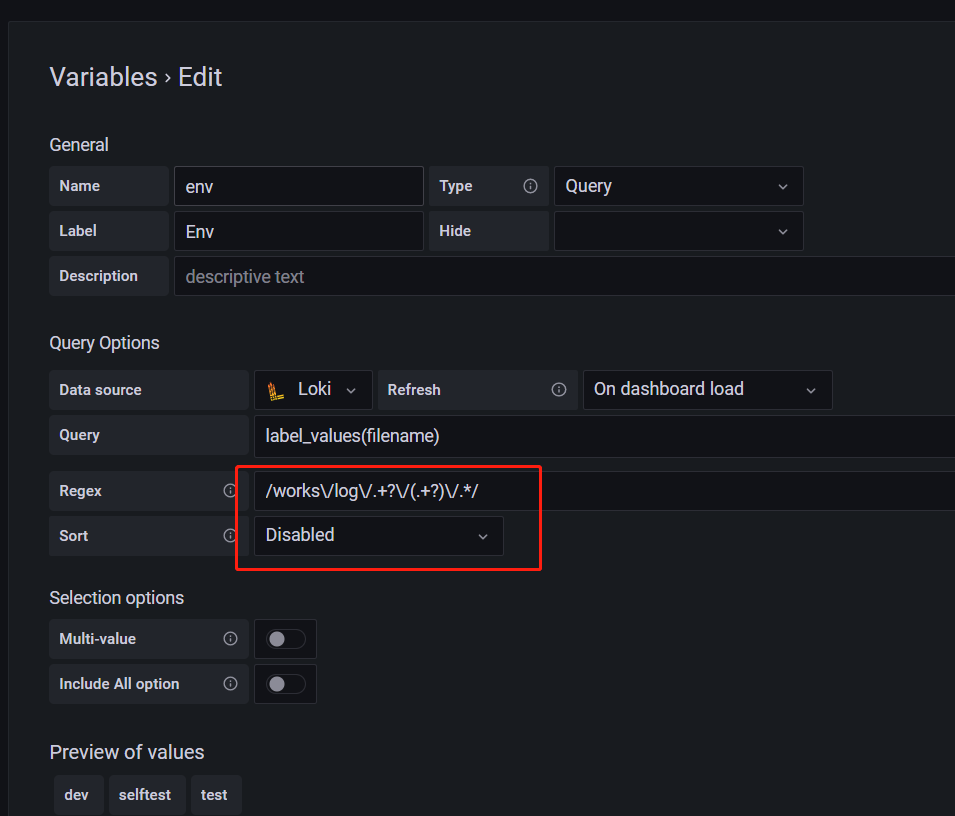 Variables › Edit
General
Name env Type Query
Label Env Hide
Description descriptive text
Query Options
Data source Loki Refresh On dashboard load
Query label_values(filename)
Regex /works\/log\/.+?\/(.+?)\/.*/
Sort Disabled
Selection options
Multi-value
Include All option
Preview of values
dev selftest test